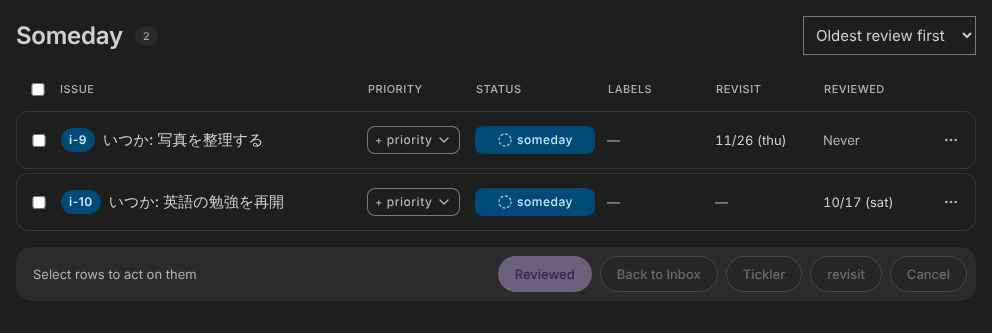 Someday 2
Oldest review first
ISSUE PRIORITY STATUS LABELS REVISIT REVIEWED
i-9 いつか: 写真を整理する + priority someday — 11/26 (thu) Never ···
i-10 いつか: 英語の勉強を再開 + priority someday — — 10/17 (sat) ···
Select rows to act on them Reviewed Back to Inbox Tickler revisit Cancel